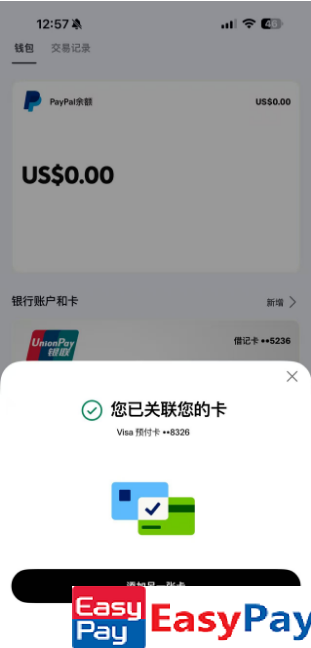 12:57
46
钱包 交易记录
PayPal余额 US$0.00
US$0.00
银行账户和卡 新增
UnionPay
银联
借记卡 ••5236
您已关联您的卡
Visa 预付卡 ••8326
添加另一张卡
Easy
Pay
EasyPay